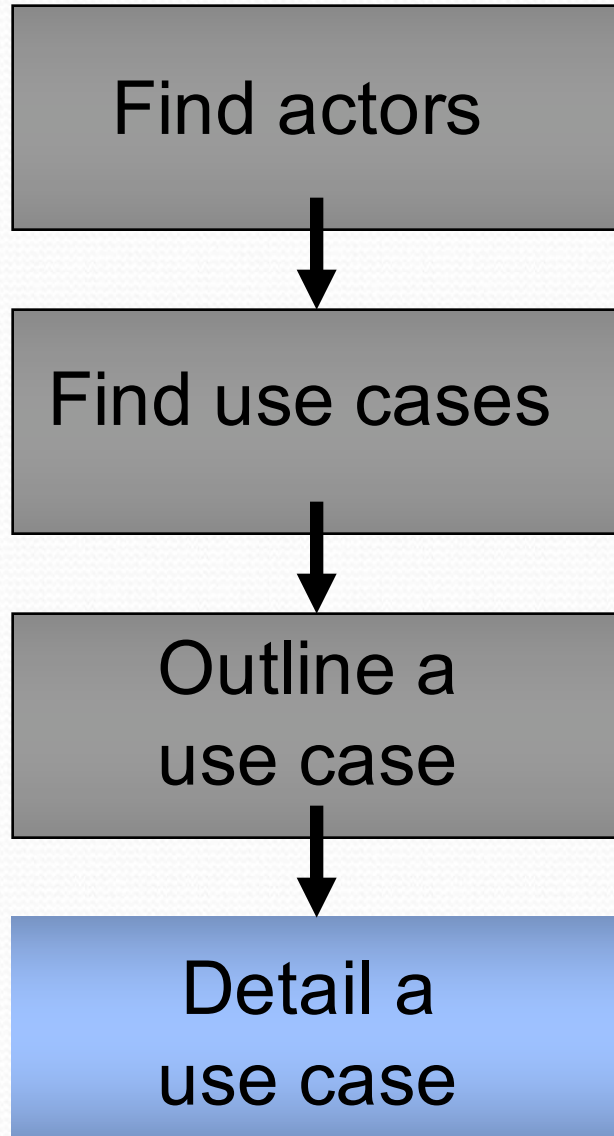 Find actors
Find use cases
Outline a
use case
Detail a
use case